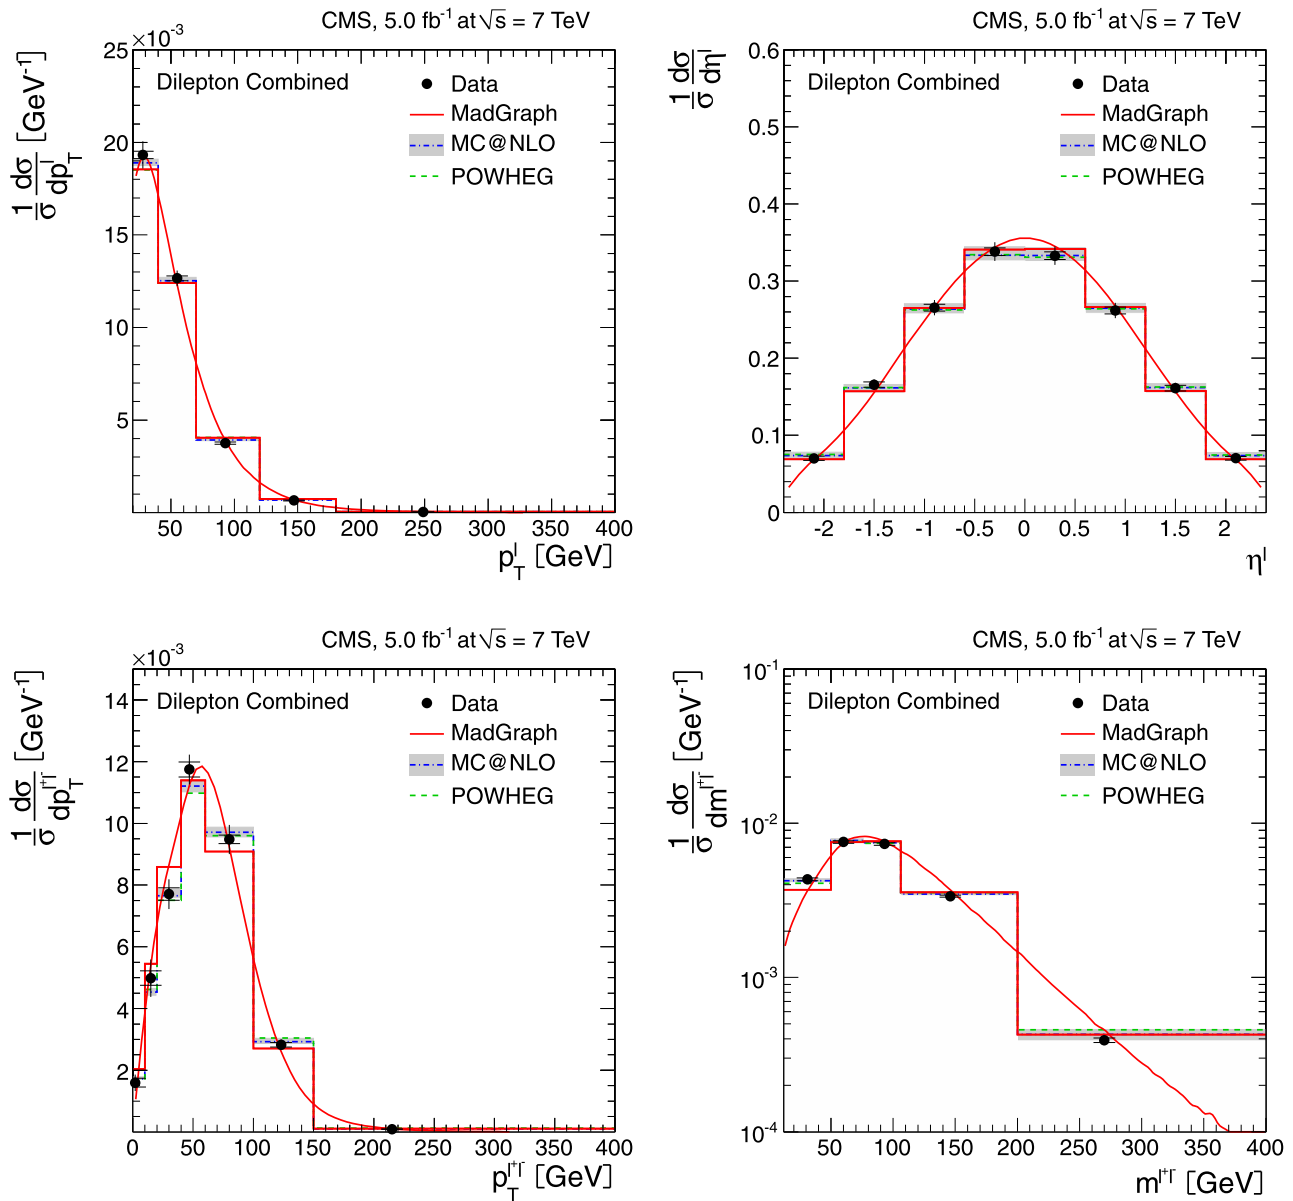 CMS, 5.0 fb⁻¹ at √s = 7 TeV
×10⁻³
1/σ dσ/dp_T^l [GeV⁻¹]
25
20
15
10
5
Dilepton Combined
Data
MadGraph
MC@NLO
POWHEG
50 100 150 200 250 300 350 400
p_T^l [GeV]
CMS, 5.0 fb⁻¹ at √s = 7 TeV
1/σ dσ/dη^l
0.6
0.5
0.4
0.3
0.2
0.1
0
Dilepton Combined
Data
MadGraph
MC@NLO
POWHEG
-2 -1.5 -1 -0.5 0 0.5 1 1.5 2
η^l
CMS, 5.0 fb⁻¹ at √s = 7 TeV
×10⁻³
1/σ dσ/dp_T^{l⁺l⁻} [GeV⁻¹]
14
12
10
8
6
4
2
Dilepton Combined
Data
MadGraph
MC@NLO
POWHEG
0 50 100 150 200 250 300 350 400
p_T^{l⁺l⁻} [GeV]
CMS, 5.0 fb⁻¹ at √s = 7 TeV
1/σ dσ/dm^{l⁺l⁻} [GeV⁻¹]
10⁻¹
10⁻²
10⁻³
10⁻⁴
Dilepton Combined
Data
MadGraph
MC@NLO
POWHEG
50 100 150 200 250 300 350 400
m^{l⁺l⁻} [GeV]